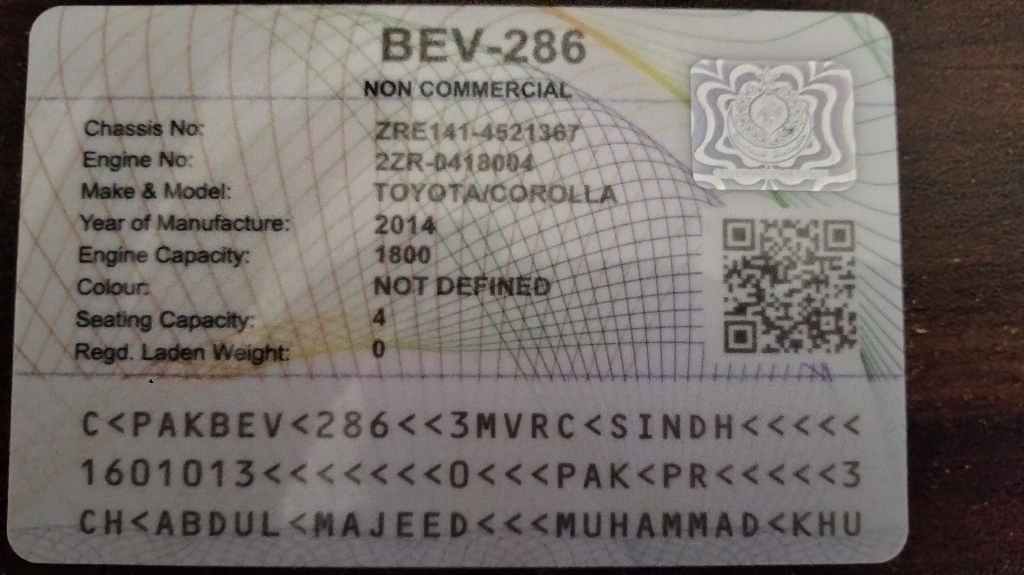 BEV-286
NON COMMERCIAL
Chassis No: ZRE141-4521367
Engine No: 2ZR-0418004
Make & Model: TOYOTA/COROLLA
Year of Manufacture: 2014
Engine Capacity: 1800
Colour: NOT DEFINED
Seating Capacity: 4
Regd. Laden Weight: 0
C<PAKBEV<286<<3MVRC<SINDH<<<<<
1601013<<<<<<<0<<<PAK<PR<<<<<3
CH<ABDUL<MAJEED<<<MUHAMMAD<KHU